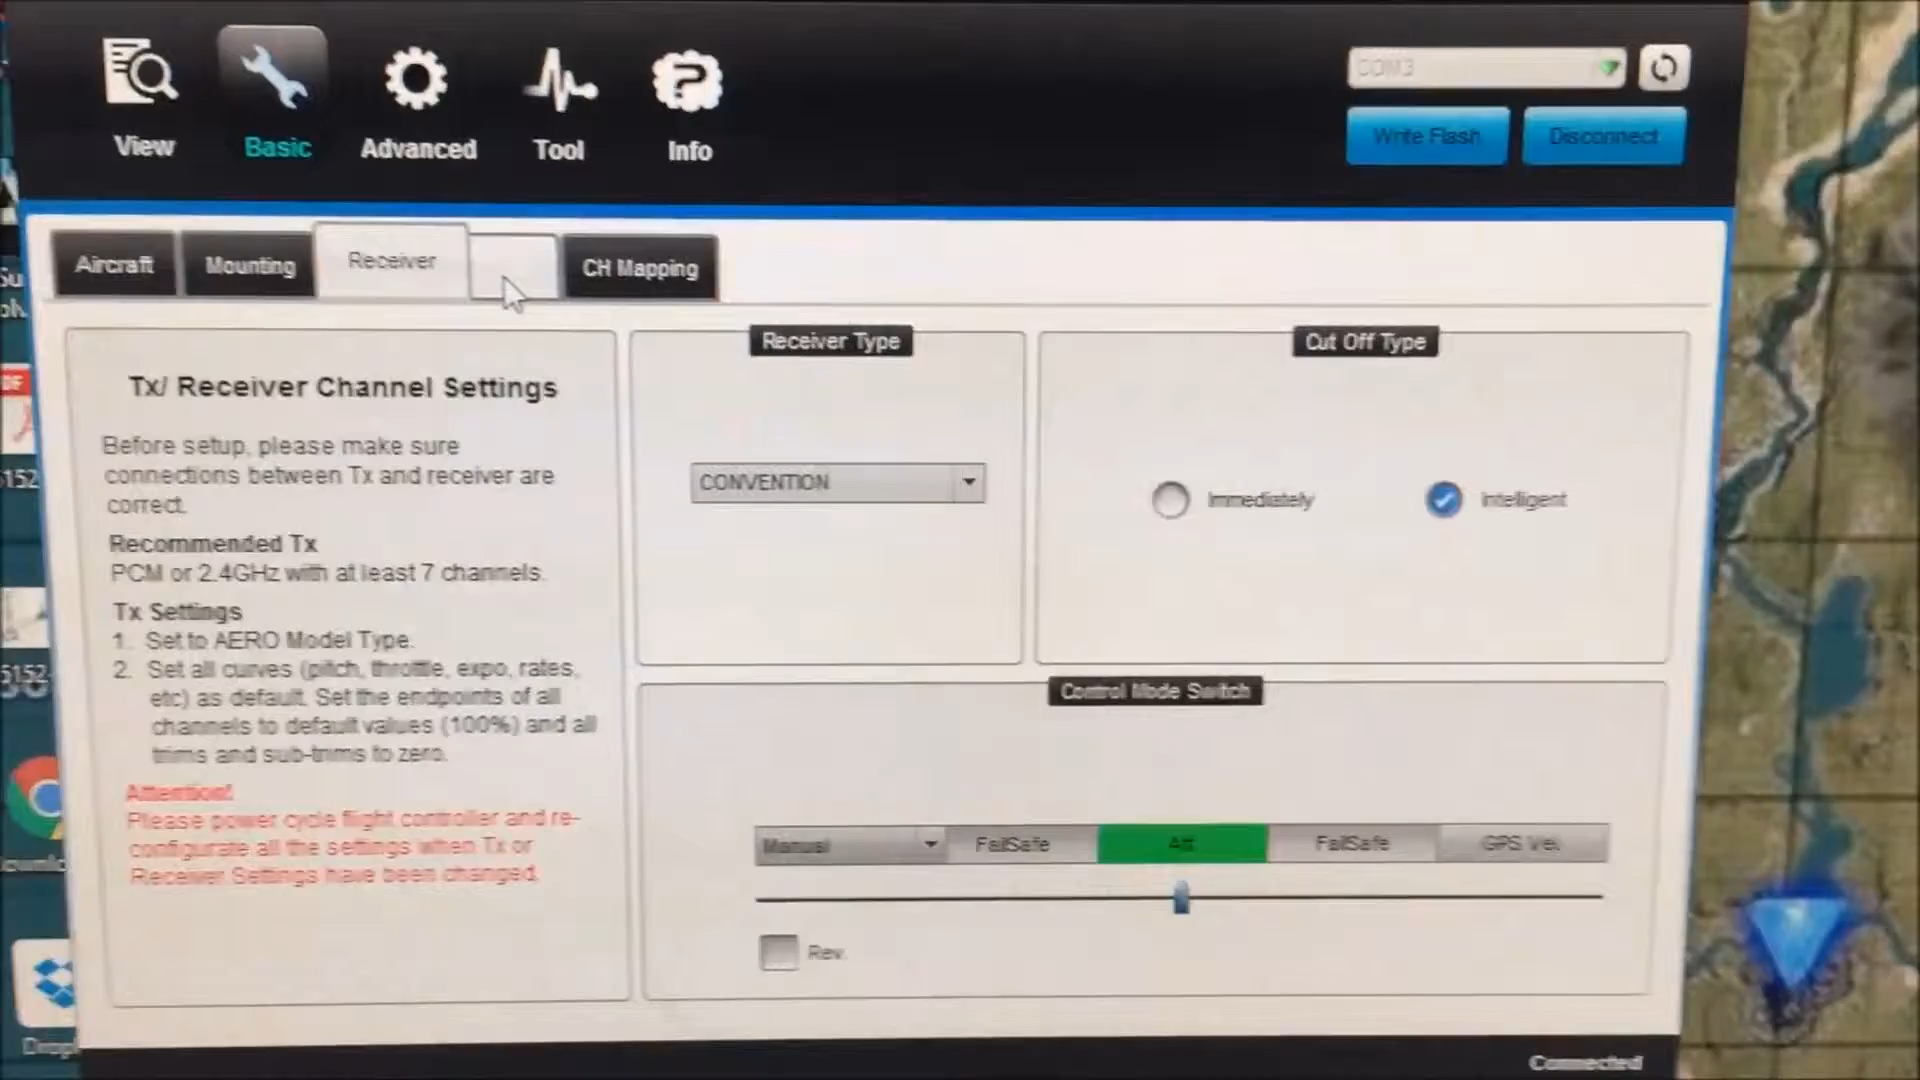 View
Basic
Advanced
Tool
Info
COM3
Write Flash
Disconnect
Aircraft
Mounting
Receiver
CH Mapping
Tx/ Receiver Channel Settings
Before setup, please make sure
connections between Tx and receiver are
correct.
Recommended Tx
PCM or 2.4GHz with at least 7 channels.
Tx Settings
1. Set to AERO Model Type.
2. Set all curves (pitch, throttle, expo, rates,
etc) as default. Set the endpoints of all
channels to default values (100%) and all
trims and sub-trims to zero.
Attention!
Please power cycle flight controller and re-
configurate all the settings when Tx or
Receiver Settings have been changed.
Receiver Type
CONVENTION
Cut Off Type
Immediately
Intelligent
Control Mode Switch
Manual
FailSafe
Att
FailSafe
GPS Vel
Rev.
Connected
5152
5152